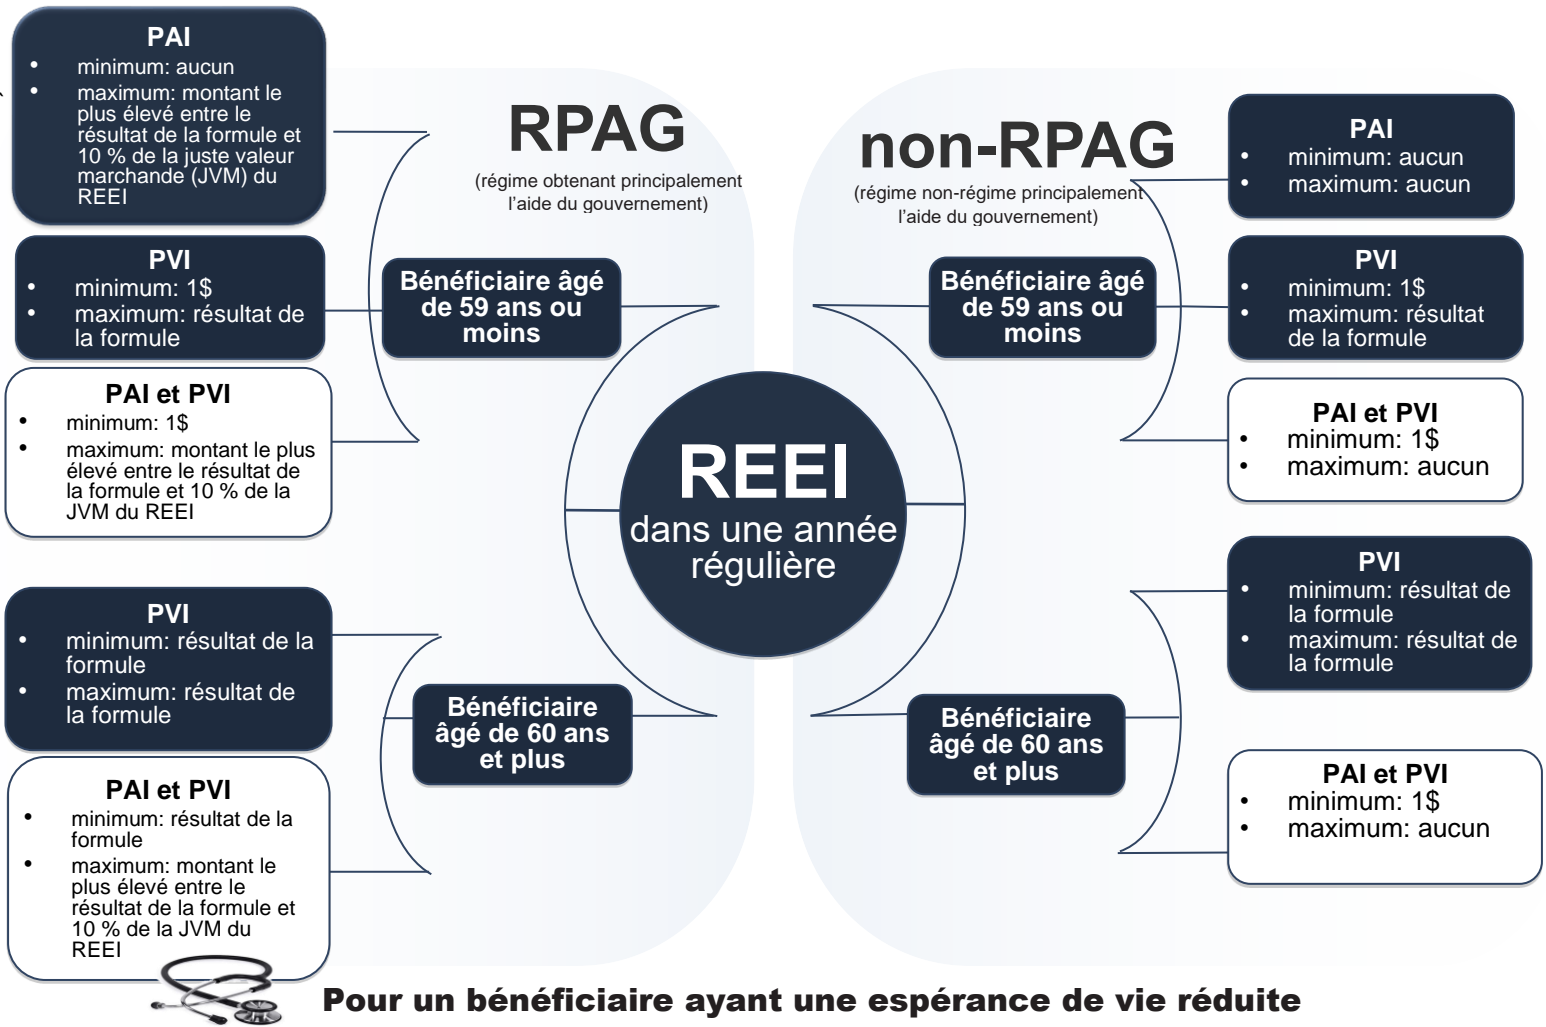 PAI
• minimum: aucun
• maximum: montant le
plus élevé entre le
résultat de la formule et
10 % de la juste valeur
marchande (JVM) du
REEI
PVI
• minimum: 1$
• maximum: résultat de
la formule
PAI et PVI
• minimum: 1$
• maximum: montant le plus
élevé entre le résultat de
la formule et 10 % de la
JVM du REEI
PVI
• minimum: résultat de la
formule
• maximum: résultat de
la formule
PAI et PVI
• minimum: résultat de la
formule
• maximum: montant le
plus élevé entre le
résultat de la formule et
10 % de la JVM du
REEI
RPAG
(régime obtenant principalement
l’aide du gouvernement)
Bénéficiaire âgé
de 59 ans ou
moins
Bénéficiaire
âgé de 60 ans
et plus
REEI
dans une année
régulière
non-RPAG
(régime non-régime principalement
l’aide du gouvernement)
Bénéficiaire âgé
de 59 ans ou
moins
Bénéficiaire
âgé de 60 ans
et plus
PAI
• minimum: aucun
• maximum: aucun
PVI
• minimum: 1$
• maximum: résultat
de la formule
PAI et PVI
• minimum: 1$
• maximum: aucun
PVI
• minimum: résultat de
la formule
• maximum: résultat de
la formule
PAI et PVI
• minimum: 1$
• maximum: aucun
Pour un bénéficiaire ayant une espérance de vie réduite